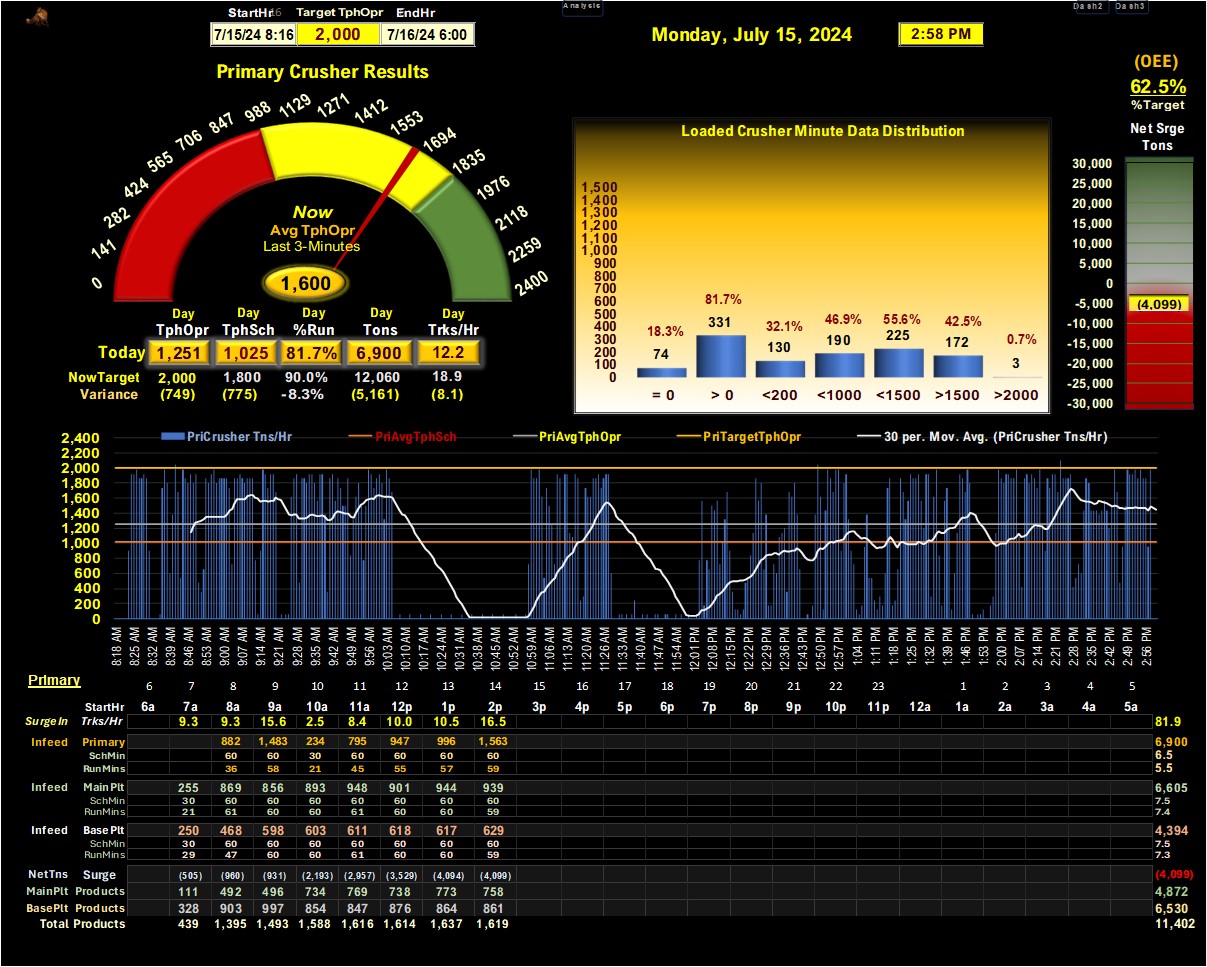 Analysis Dash2 Dash3
StartHr 16 Target TphOpr EndHr
7/15/24 8:16 2,000 7/16/24 6:00
Monday, July 15, 2024 2:58 PM
(OEE)
62.5%
%Target
Net Srge
Tons
30,000
25,000
20,000
15,000
10,000
5,000
0
-5,000
(4,099)
-10,000
-15,000
-20,000
-25,000
-30,000
Primary Crusher Results
0 141 282 424 565 706 847 988 1129 1271 1412 1553 1694 1835 1976 2118 2259 2400
Now
Avg TphOpr
Last 3-Minutes
1,600
Day Day Day Day Day
TphOpr TphSch %Run Tons Trks/Hr
Today 1,251 1,025 81.7% 6,900 12.2
NowTarget 2,000 1,800 90.0% 12,060 18.9
Variance (749) (775) -8.3% (5,161) (8.1)
Loaded Crusher Minute Data Distribution
1,500
1,400
1,300
1,200
1,100
1,000
900
800
700
600
500
400
300
200
100
0
18.3% 81.7% 32.1% 46.9% 55.6% 42.5% 0.7%
74 331 130 190 225 172 3
= 0 > 0 <200 <1000 <1500 >1500 >2000
PriCrusher Tns/Hr PriAvgTphSch PriAvgTphOpr PriTargetTphOpr 30 per. Mov. Avg. (PriCrusher Tns/Hr)
2,400
2,200
2,000
1,800
1,600
1,400
1,200
1,000
800
600
400
200
0
8:18 AM 8:25 AM 8:32 AM 8:39 AM 8:46 AM 8:53 AM 9:00 AM 9:07 AM 9:14 AM 9:21 AM 9:28 AM 9:35 AM 9:42 AM 9:49 AM 9:56 AM 10:03 AM 10:10 AM 10:17 AM 10:24 AM 10:31 AM 10:38 AM 10:45 AM 10:52 AM 10:59 AM 11:06 AM 11:13 AM 11:19 AM 11:26 AM 11:33 AM 11:40 AM 11:47 AM 11:54 AM 12:01 PM 12:08 PM 12:15 PM 12:22 PM 12:29 PM 12:36 PM 12:43 PM 12:50 PM 12:57 PM 1:04 PM 1:11 PM 1:18 PM 1:25 PM 1:32 PM 1:39 PM 1:46 PM 1:53 PM 2:00 PM 2:07 PM 2:14 PM 2:21 PM 2:28 PM 2:35 PM 2:42 PM 2:49 PM 2:56 PM
Primary
6 7 8 9 10 11 12 13 14 15 16 17 18 19 20 21 22 23 1 2 3 4 5
StartHr 6a 7a 8a 9a 10a 11a 12p 1p 2p 3p 4p 5p 6p 7p 8p 9p 10p 11p 12a 1a 2a 3a 4a 5a
Surge In Trks/Hr 9.3 9.3 15.6 2.5 8.4 10.0 10.5 16.5 81.9
Infeed Primary 882 1,483 234 795 947 996 1,563 6,900
SchMin 60 60 30 60 60 60 60 6.5
RunMins 36 58 21 45 55 57 59 5.5
Infeed Main Plt 255 869 856 893 948 901 944 939 6,605
SchMin 30 60 60 60 60 60 60 60 7.5
RunMins 21 61 60 60 61 60 60 59 7.4
Infeed Base Plt 250 468 598 603 611 618 617 629 4,394
SchMin 30 60 60 60 60 60 60 60 7.5
RunMins 29 47 60 60 61 60 60 59 7.3
NetTns Surge (505) (960) (931) (2,193) (2,957) (3,529) (4,094) (4,099) (4,099)
MainPlt Products 111 492 496 734 769 738 773 758 4,872
BasePlt Products 328 903 997 854 847 876 864 861 6,530
Total Products 439 1,395 1,493 1,588 1,616 1,614 1,637 1,619 11,402